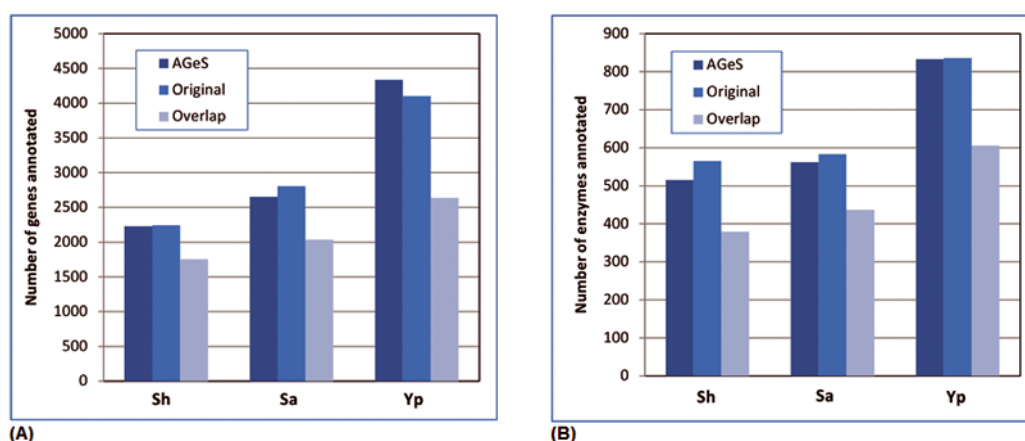 Number of genes annotated
5000
4500
4000
3500
3000
2500
2000
1500
1000
500
0
AGeS
Original
Overlap
Sh Sa Yp
(A)
Number of enzymes annotated
900
800
700
600
500
400
300
200
100
0
AGeS
Original
Overlap
Sh Sa Yp
(B)